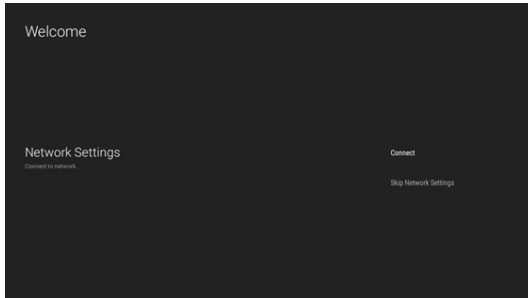 Welcome
Network Settings
Connect to network.
Connect
Skip Network Settings